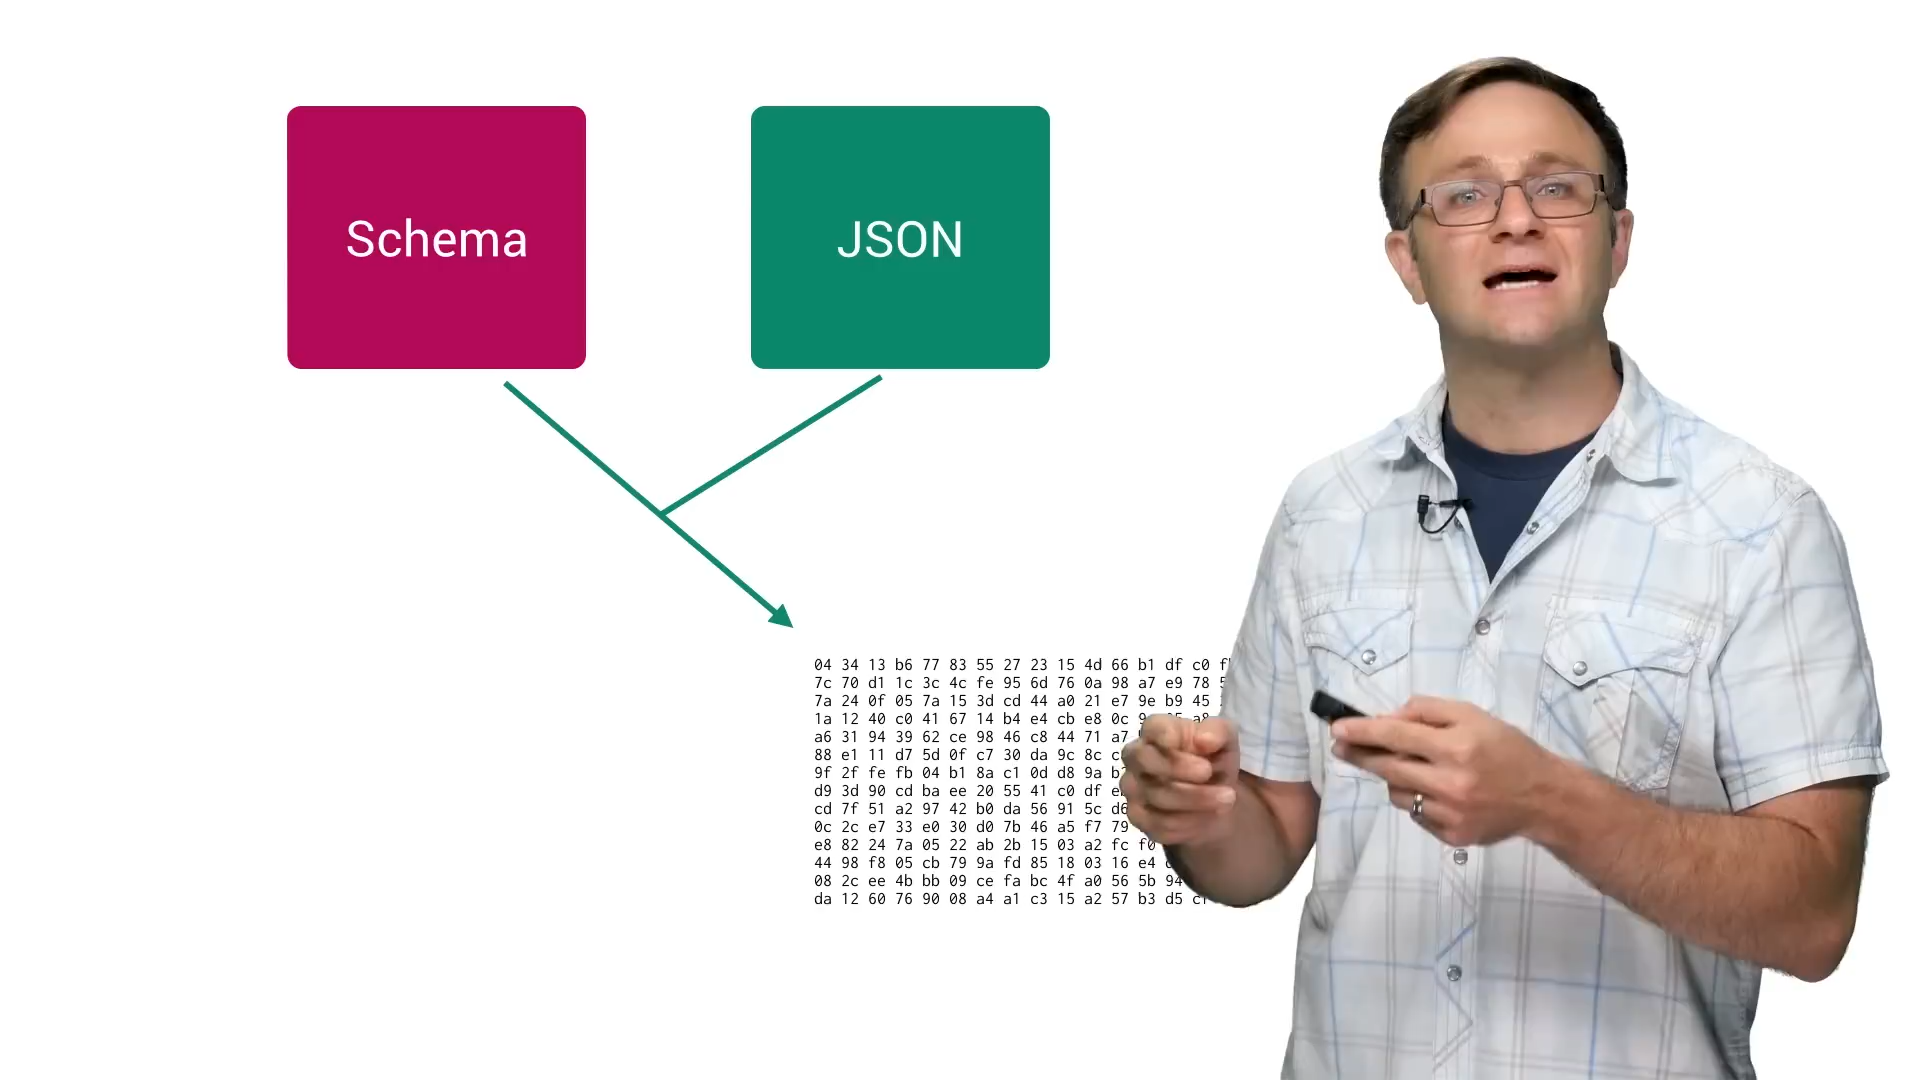 Schema
JSON
04 34 13 b6 77 83 55 27 23 15 4d 66 b1 df c0
7c 70 d1 1c 3c 4c fe 95 6d 76 0a 98 a7 e9 78
7a 24 0f 05 7a 15 3d cd 44 a0 21 e7 9e b9 45
1a 12 40 c0 41 67 14 b4 e4 cb e8 0c
a6 31 94 39 62 ce 98 46 c8 44 71 a7
88 e1 11 d7 5d 0f c7 30 da 9c 8c
9f 2f fe fb 04 b1 8a c1 0d d8 9a
d9 3d 90 cd ba ee 20 55 41 c0 df
cd 7f 51 a2 97 42 b0 da 56 91 5c d6
0c 2c e7 33 e0 30 d0 7b 46 a5 f7 79
e8 82 24 7a 05 22 ab 2b 15 03 a2 fc f0
44 98 f8 05 cb 79 9a fd 85 18 03 16 e4
08 2c ee 4b bb 09 ce fa bc 4f a0 56 5b 94
da 12 60 76 90 08 a4 a1 c3 15 a2 57 b3 d5